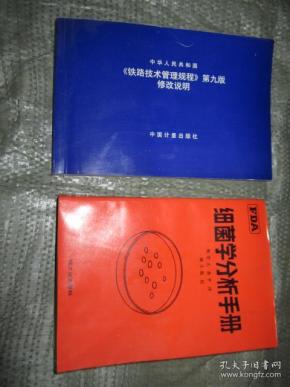 中华人民共和国
《铁路技术管理规程》第九版
修改说明
中国计量出版社
FDA
细菌学分析手册
孔夫子旧书网